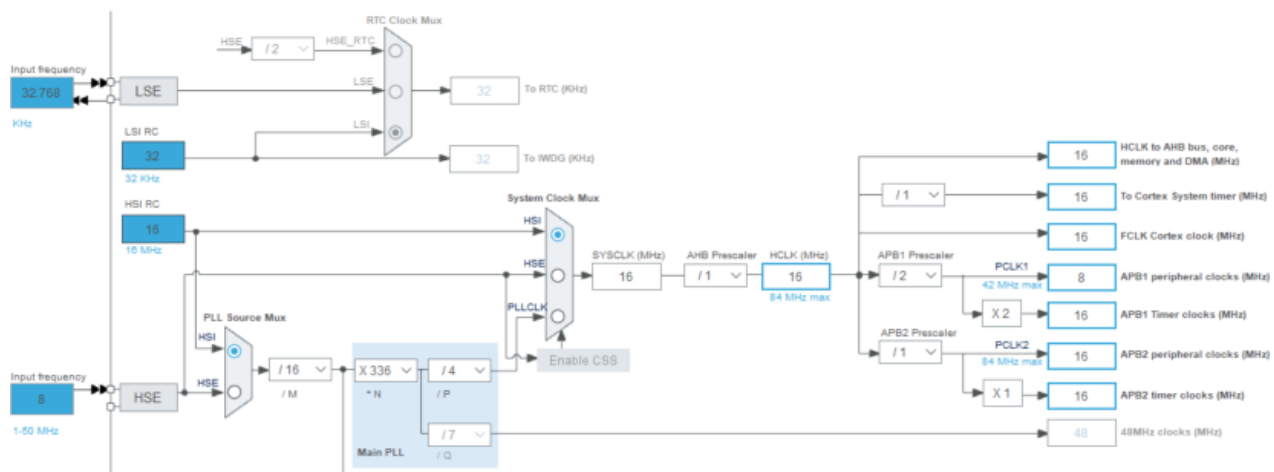 RTC Clock Mux
HSE
/ 2
HSE_RTC
Input frequency
32.768
KHz
LSE
LSE
32
To RTC (KHz)
LSI RC
32
32 KHz
LSI
32
To IWDG (KHz)
HSI RC
16
16 MHz
System Clock Mux
HSI
HSE
PLLCLK
SYSCLK (MHz)
16
AHB Prescaler
/ 1
HCLK (MHz)
16
84 MHz max
Enable CSS
16
HCLK to AHB bus, core,
memory and DMA (MHz)
/ 1
16
To Cortex System timer (MHz)
16
FCLK Cortex clock (MHz)
APB1 Prescaler
/ 2
PCLK1
42 MHz max
8
APB1 peripheral clocks (MHz)
X 2
16
APB1 Timer clocks (MHz)
APB2 Prescaler
/ 1
PCLK2
84 MHz max
16
APB2 peripheral clocks (MHz)
X 1
16
APB2 timer clocks (MHz)
48
48MHz clocks (MHz)
PLL Source Mux
HSI
HSE
Input frequency
8
1-50 MHz
HSE
/ 16
/ M
X 336
* N
/ 4
/ P
/ 7
/ Q
Main PLL